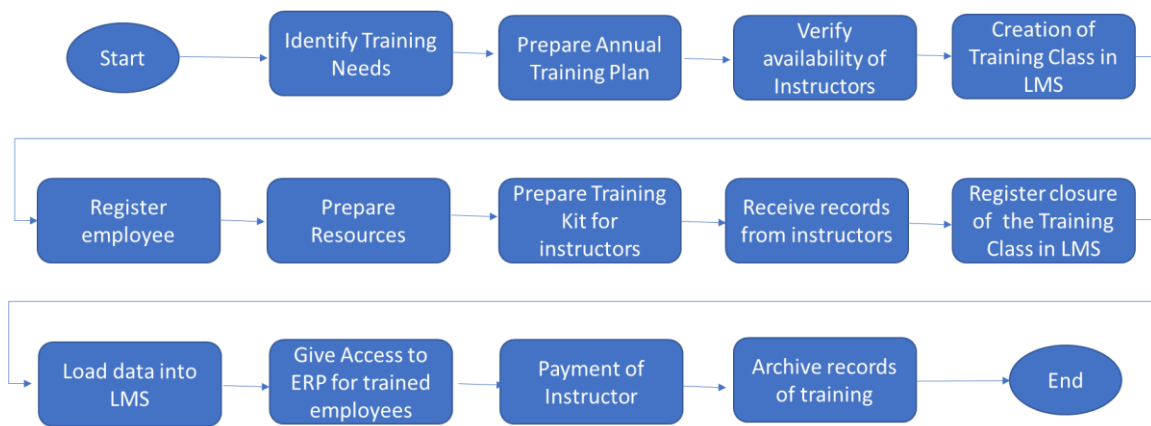 Start
Identify Training
Needs
Prepare Annual
Training Plan
Verify
availability of
Instructors
Creation of
Training Class in
LMS
Register
employee
Prepare
Resources
Prepare Training
Kit for
instructors
Receive records
from instructors
Register closure
of the Training
Class in LMS
Load data into
LMS
Give Access to
ERP for trained
employees
Payment of
Instructor
Archive records
of training
End